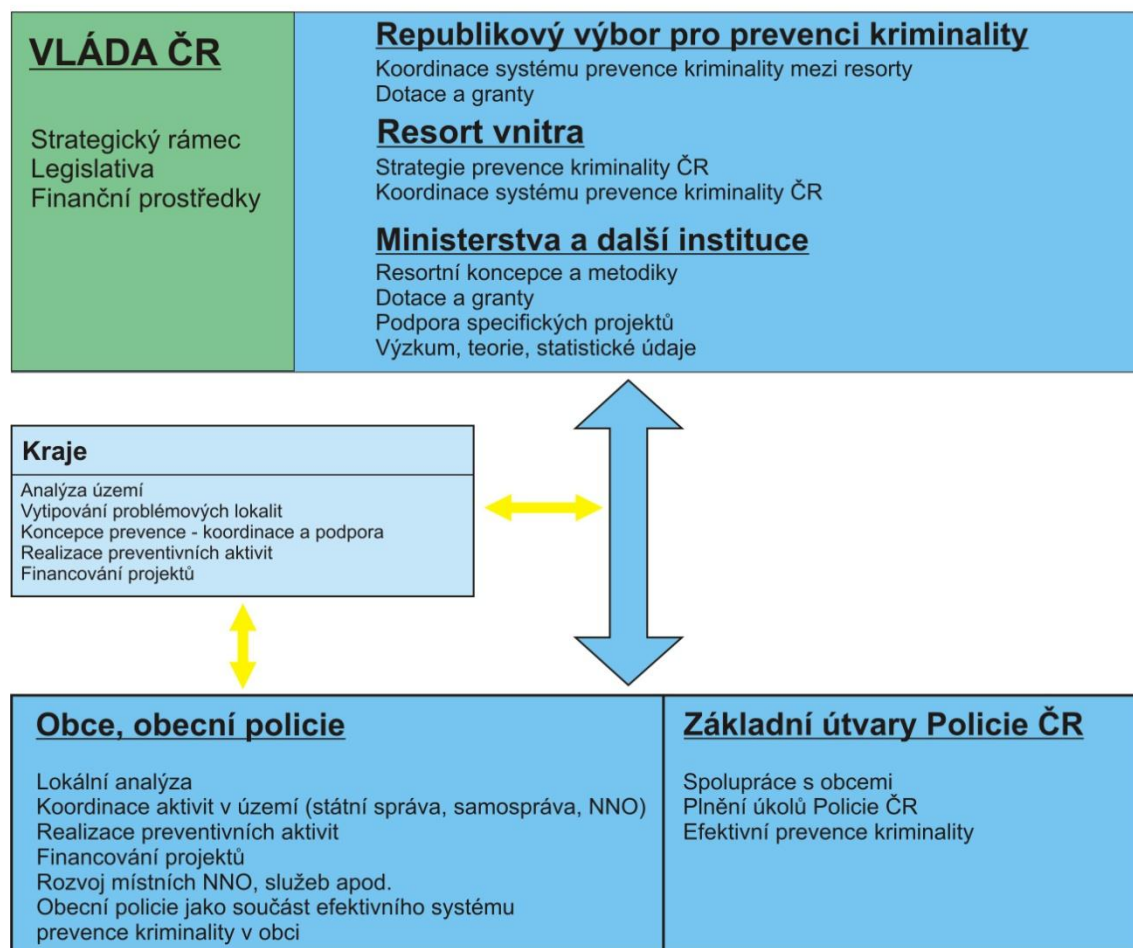 VLÁDA ČR
Strategický rámec
Legislativa
Finanční prostředky
Republikový výbor pro prevenci kriminality
Koordinace systému prevence kriminality mezi resorty
Dotace a granty
Resort vnitra
Strategie prevence kriminality ČR
Koordinace systému prevence kriminality ČR
Ministerstva a další instituce
Resortní koncepce a metodiky
Dotace a granty
Podpora specifických projektů
Výzkum, teorie, statistické údaje
Kraje
Analýza území
Vytipování problémových lokalit
Koncepce prevence - koordinace a podpora
Realizace preventivních aktivit
Financování projektů
Obce, obecní policie
Lokální analýza
Koordinace aktivit v území (státní správa, samospráva, NNO)
Realizace preventivních aktivit
Financování projektů
Rozvoj místních NNO, služeb apod.
Obecní policie jako součást efektivního systému
prevence kriminality v obci
Základní útvary Policie ČR
Spolupráce s obcemi
Plnění úkolů Policie ČR
Efektivní prevence kriminality